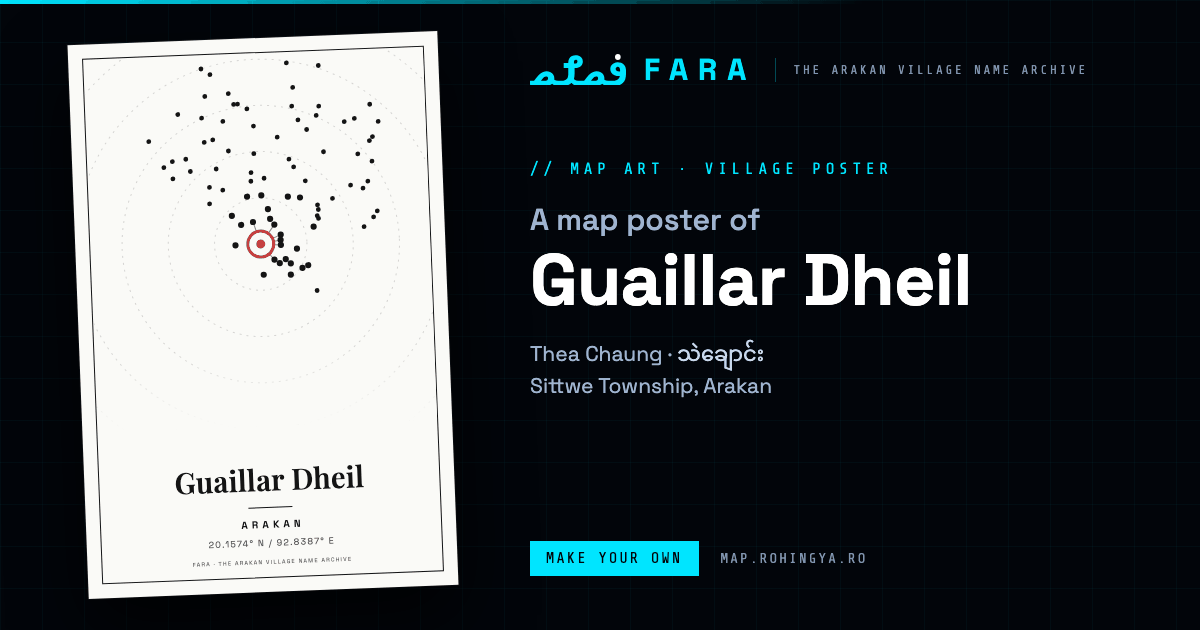 FARA
THE ARAKAN VILLAGE NAME ARCHIVE
// MAP ART · VILLAGE POSTER
A map poster of
Guaillar Dheil
Thea Chaung · သဲချောင်း
Sittwe Township, Arakan
MAKE YOUR OWN
MAP.ROHINGYA.RO
Guaillar Dheil
ARAKAN
20.1574° N / 92.8387° E
FARA · THE ARAKAN VILLAGE NAME ARCHIVE